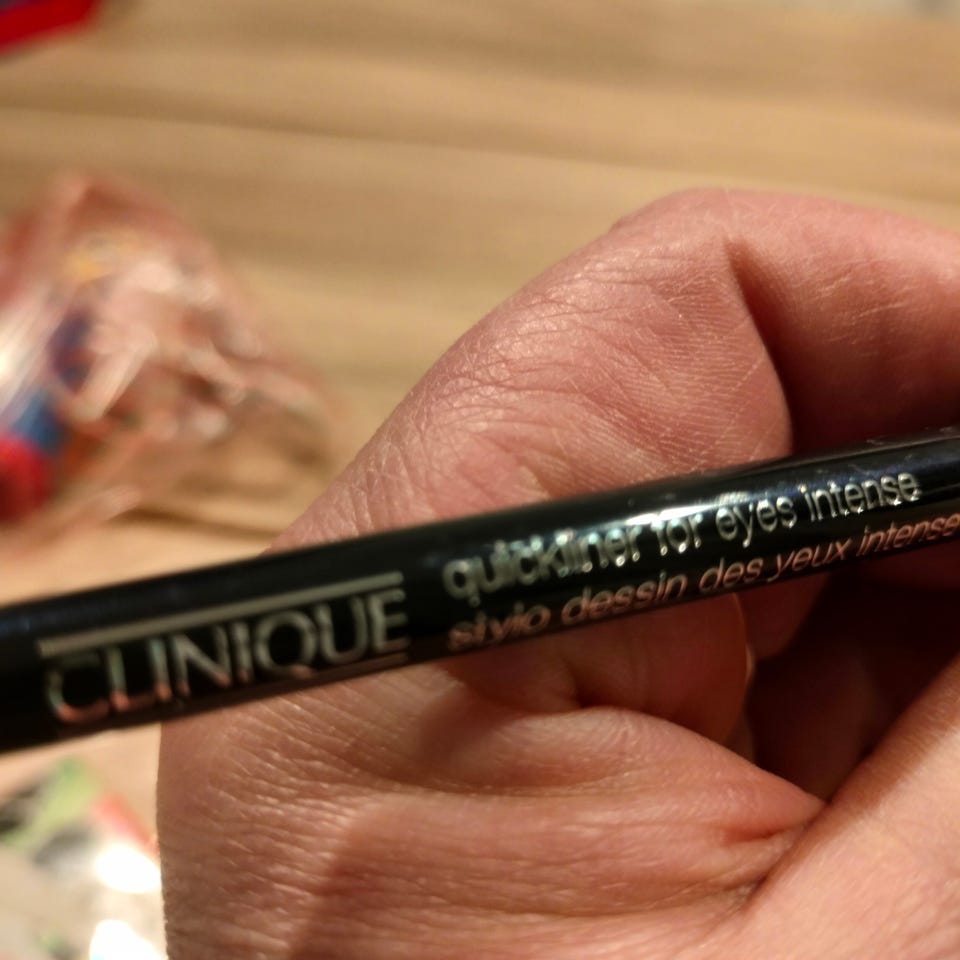 CLINIQUE
quickliner for eyes intense
stylo dessin des yeux intense